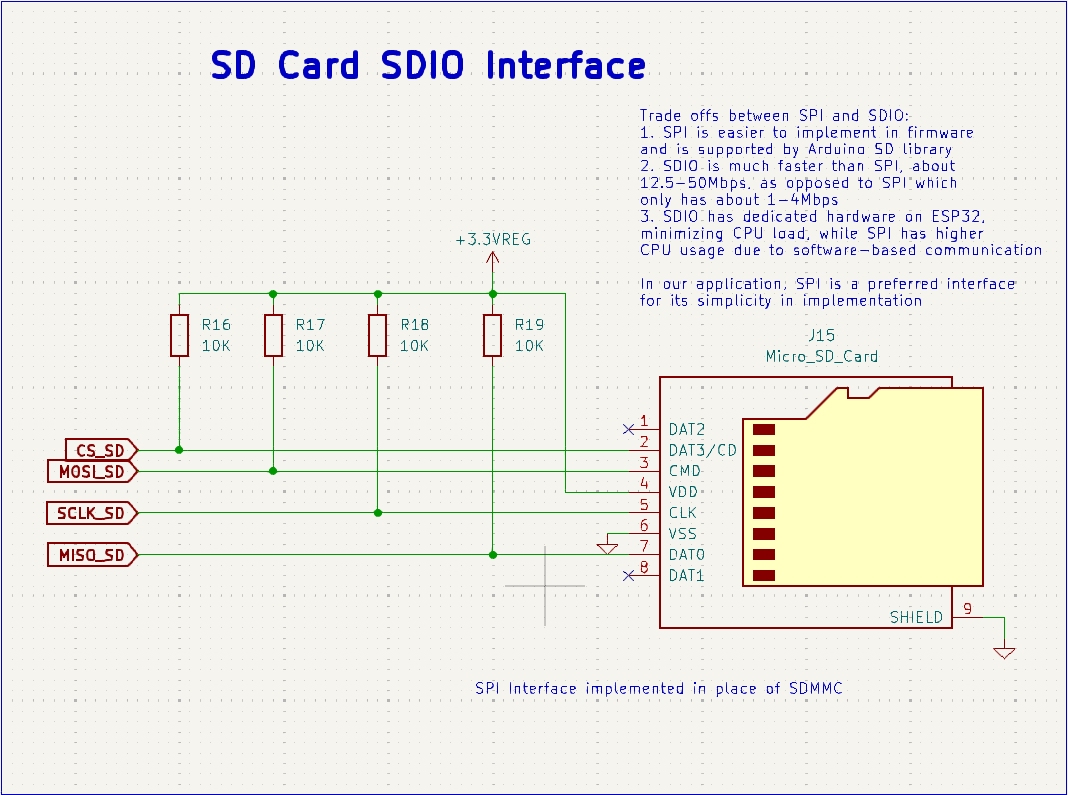 SD Card SDIO Interface
Trade offs between SPI and SDIO:
1. SPI is easier to implement in firmware
and is supported by Arduino SD library
2. SDIO is much faster than SPI, about
12.5-50Mbps, as opposed to SPI which
only has about 1-4Mbps
3. SDIO has dedicated hardware on ESP32,
minimizing CPU load, while SPI has higher
CPU usage due to software-based communication
In our application, SPI is a preferred interface
for its simplicity in implementation
+3.3VREG
R16
10K
R17
10K
R18
10K
R19
10K
J15
Micro_SD_Card
CS_SD
MOSI_SD
SCLK_SD
MISO_SD
1 DAT2
2 DAT3/CD
3 CMD
4 VDD
5 CLK
6 VSS
7 DAT0
8 DAT1
SHIELD 9
SPI Interface implemented in place of SDMMC